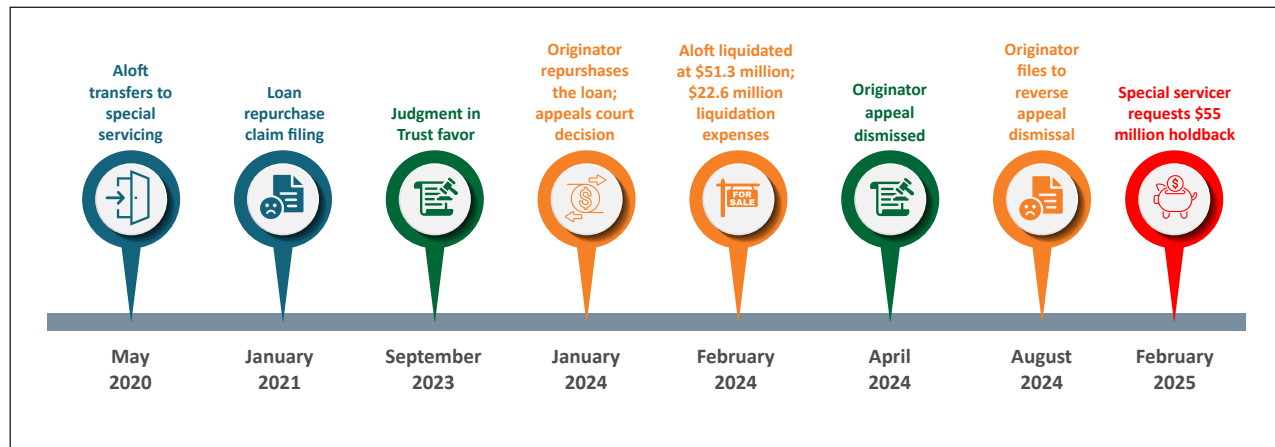 Aloft
transfers to
special
servicing
Loan
repurchase
claim filing
Judgment in
Trust favor
Originator
repurshases
the loan;
appeals court
decision
Aloft liquidated
at $51.3 million;
$22.6 million
liquidation
expenses
Originator
appeal
dismissed
Originator
files to
reverse
appeal
dismissal
Special servicer
requests $55
million holdback
$
FOR
SALE
$
May
2020
January
2021
September
2023
January
2024
February
2024
April
2024
August
2024
February
2025